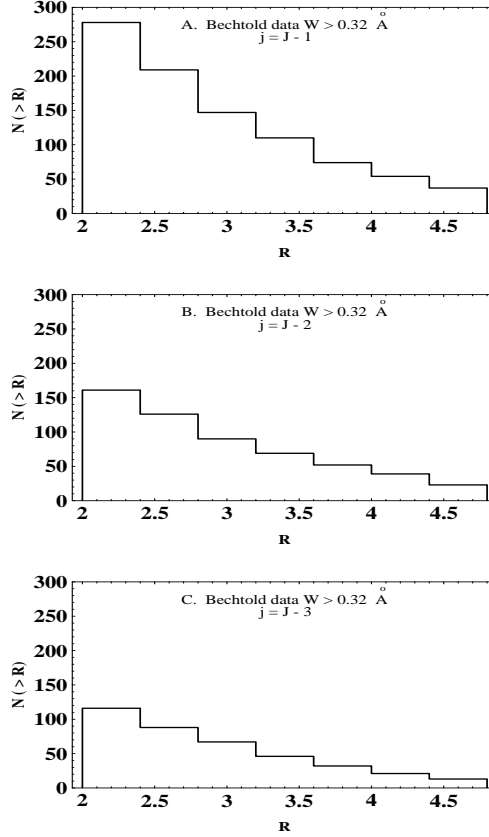 A. Bechtold data W > 0.32 Å
j = J - 1
300
250
200
150
100
50
0
N ( > R)
2 2.5 3 3.5 4 4.5
R
B. Bechtold data W > 0.32 Å
j = J - 2
300
250
200
150
100
50
0
N ( > R)
2 2.5 3 3.5 4 4.5
R
C. Bechtold data W > 0.32 Å
j = J - 3
300
250
200
150
100
50
0
N ( > R)
2 2.5 3 3.5 4 4.5
R